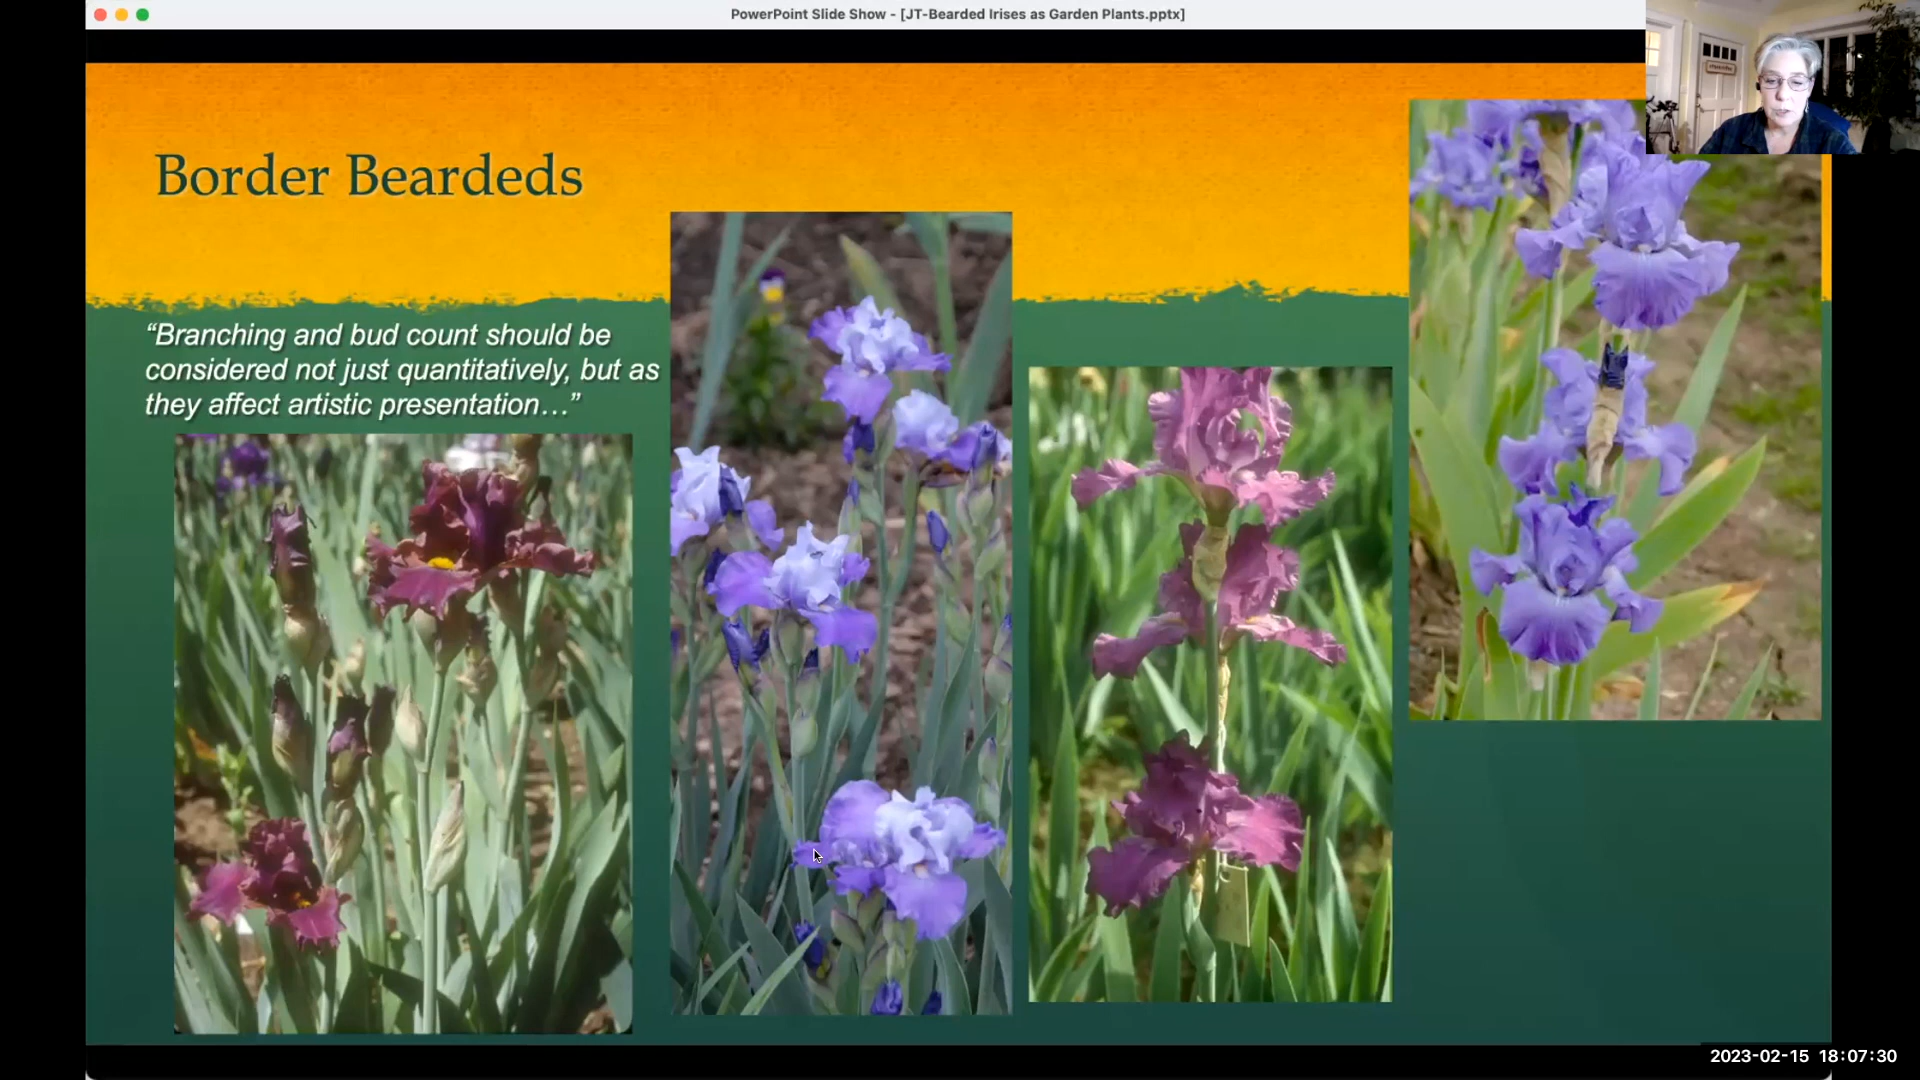 PowerPoint Slide Show - [JT-Bearded Irises as Garden Plants.pptx]
Border Beardeds
“Branching and bud count should be
considered not just quantitatively, but as
they affect artistic presentation…”
2023-02-15 18:07:30